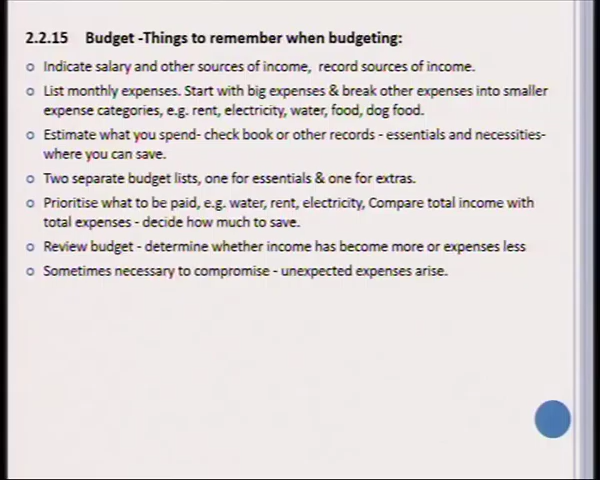 2.2.15 Budget -Things to remember when budgeting:
Indicate salary and other sources of income, record sources of income.
List monthly expenses. Start with big expenses & break other expenses into smaller
expense categories, e.g. rent, electricity, water, food, dog food.
Estimate what you spend- check book or other records - essentials and necessities-
where you can save.
Two separate budget lists, one for essentials & one for extras.
Prioritise what to be paid, e.g. water, rent, electricity, Compare total income with
total expenses - decide how much to save.
Review budget - determine whether income has become more or expenses less
Sometimes necessary to compromise - unexpected expenses arise.